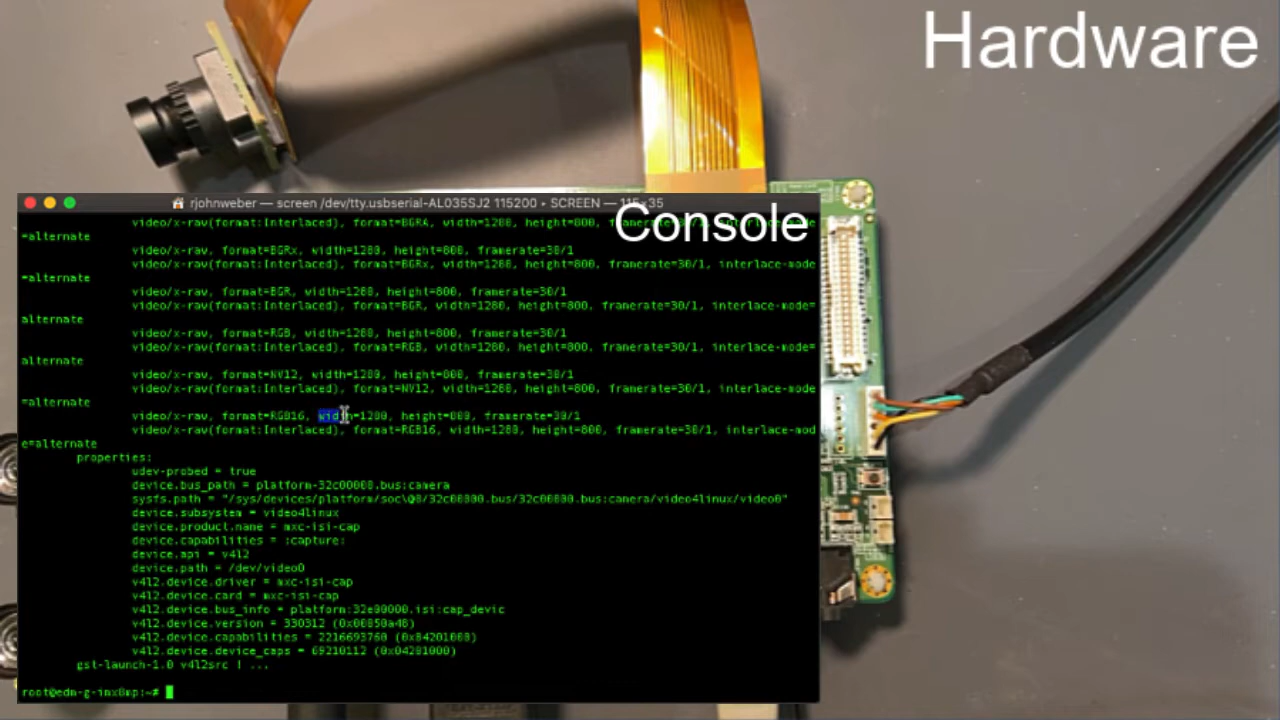 Hardware
rjohnweber — screen /dev/tty.usbserial-AL035SJ2 115200 • SCREEN — 115×35
Console
video/x-raw(format:Interlaced), format=BGRA, width=1280, height=800, framerate=30/1, interlace-mode
=alternate
video/x-raw, format=BGRx, width=1280, height=800, framerate=30/1
video/x-raw(format:Interlaced), format=BGRx, width=1280, height=800, framerate=30/1, interlace-mode
=alternate
video/x-raw, format=BGR, width=1280, height=800, framerate=30/1
video/x-raw(format:Interlaced), format=BGR, width=1280, height=800, framerate=30/1, interlace-mode=
alternate
video/x-raw, format=RGB, width=1280, height=800, framerate=30/1
video/x-raw(format:Interlaced), format=RGB, width=1280, height=800, framerate=30/1, interlace-mode=
alternate
video/x-raw, format=NV12, width=1280, height=800, framerate=30/1
video/x-raw(format:Interlaced), format=NV12, width=1280, height=800, framerate=30/1, interlace-mode
=alternate
video/x-raw, format=RGB16, width=1280, height=800, framerate=30/1
video/x-raw(format:Interlaced), format=RGB16, width=1280, height=800, framerate=30/1, interlace-mod
e=alternate
properties:
udev-probed = true
device.bus_path = platform-32c00000.bus:camera
sysfs.path = "/sys/devices/platform/soc\@0/32c00000.bus/32c00000.bus:camera/video4linux/video0"
device.subsystem = video4linux
device.product.name = mxc-isi-cap
device.capabilities = :capture:
device.api = v4l2
device.path = /dev/video0
v4l2.device.driver = mxc-isi-cap
v4l2.device.card = mxc-isi-cap
v4l2.device.bus_info = platform:32e00000.isi:cap_devic
v4l2.device.version = 330312 (0x00050a48)
v4l2.device.capabilities = 2216693760 (0x84201000)
v4l2.device.device_caps = 69210112 (0x04201000)
gst-launch-1.0 v4l2src ! ...
root@edm-g-imx8mp:~#